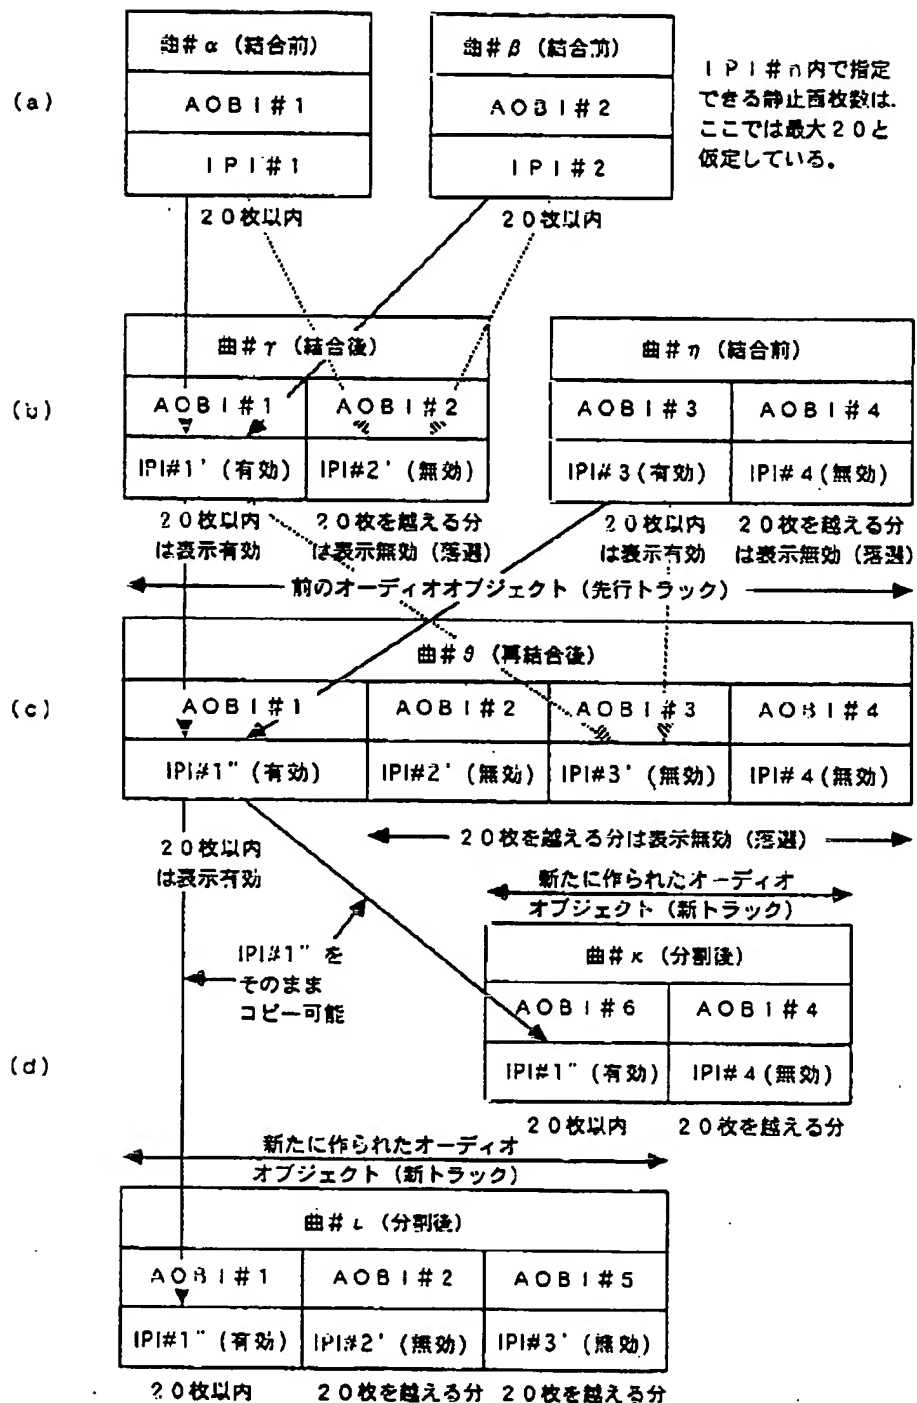 (a)
曲#α (結合前)
AOBI#1
IPI#1
20枚以内
曲#β (結合前)
AOBI#2
IPI#2
20枚以内
IPI#n内で指定
できる静止画枚数は、
ここでは最大20と
仮定している。
(b)
曲#γ (結合後)
AOBI#1 AOBI#2
IPI#1' (有効) IPI#2' (無効)
20枚以内 20枚を越える分
は表示有効 は表示無効 (落選)
曲#η (結合前)
AOBI#3 AOBI#4
IPI#3 (有効) IPI#4 (無効)
20枚以内 20枚を越える分
は表示有効 は表示無効 (落選)
前のオーディオオブジェクト (先行トラック)
(c)
曲#θ (再結合後)
AOBI#1 AOBI#2 AOBI#3 AOBI#4
IPI#1" (有効) IPI#2' (無効) IPI#3' (無効) IPI#4 (無効)
20枚以内
は表示有効
20枚を越える分は表示無効 (落選)
IPI#1" を
そのまま
コピー可能
(d)
新たに作られたオーディオ
オブジェクト (新トラック)
曲#κ (分割後)
AOBI#6 AOBI#4
IPI#1" (有効) IPI#4 (無効)
20枚以内 20枚を越える分
新たに作られたオーディオ
オブジェクト (新トラック)
曲#ι (分割後)
AOBI#1 AOBI#2 AOBI#5
IPI#1" (有効) IPI#2' (無効) IPI#3' (無効)
20枚以内 20枚を越える分 20枚を越える分